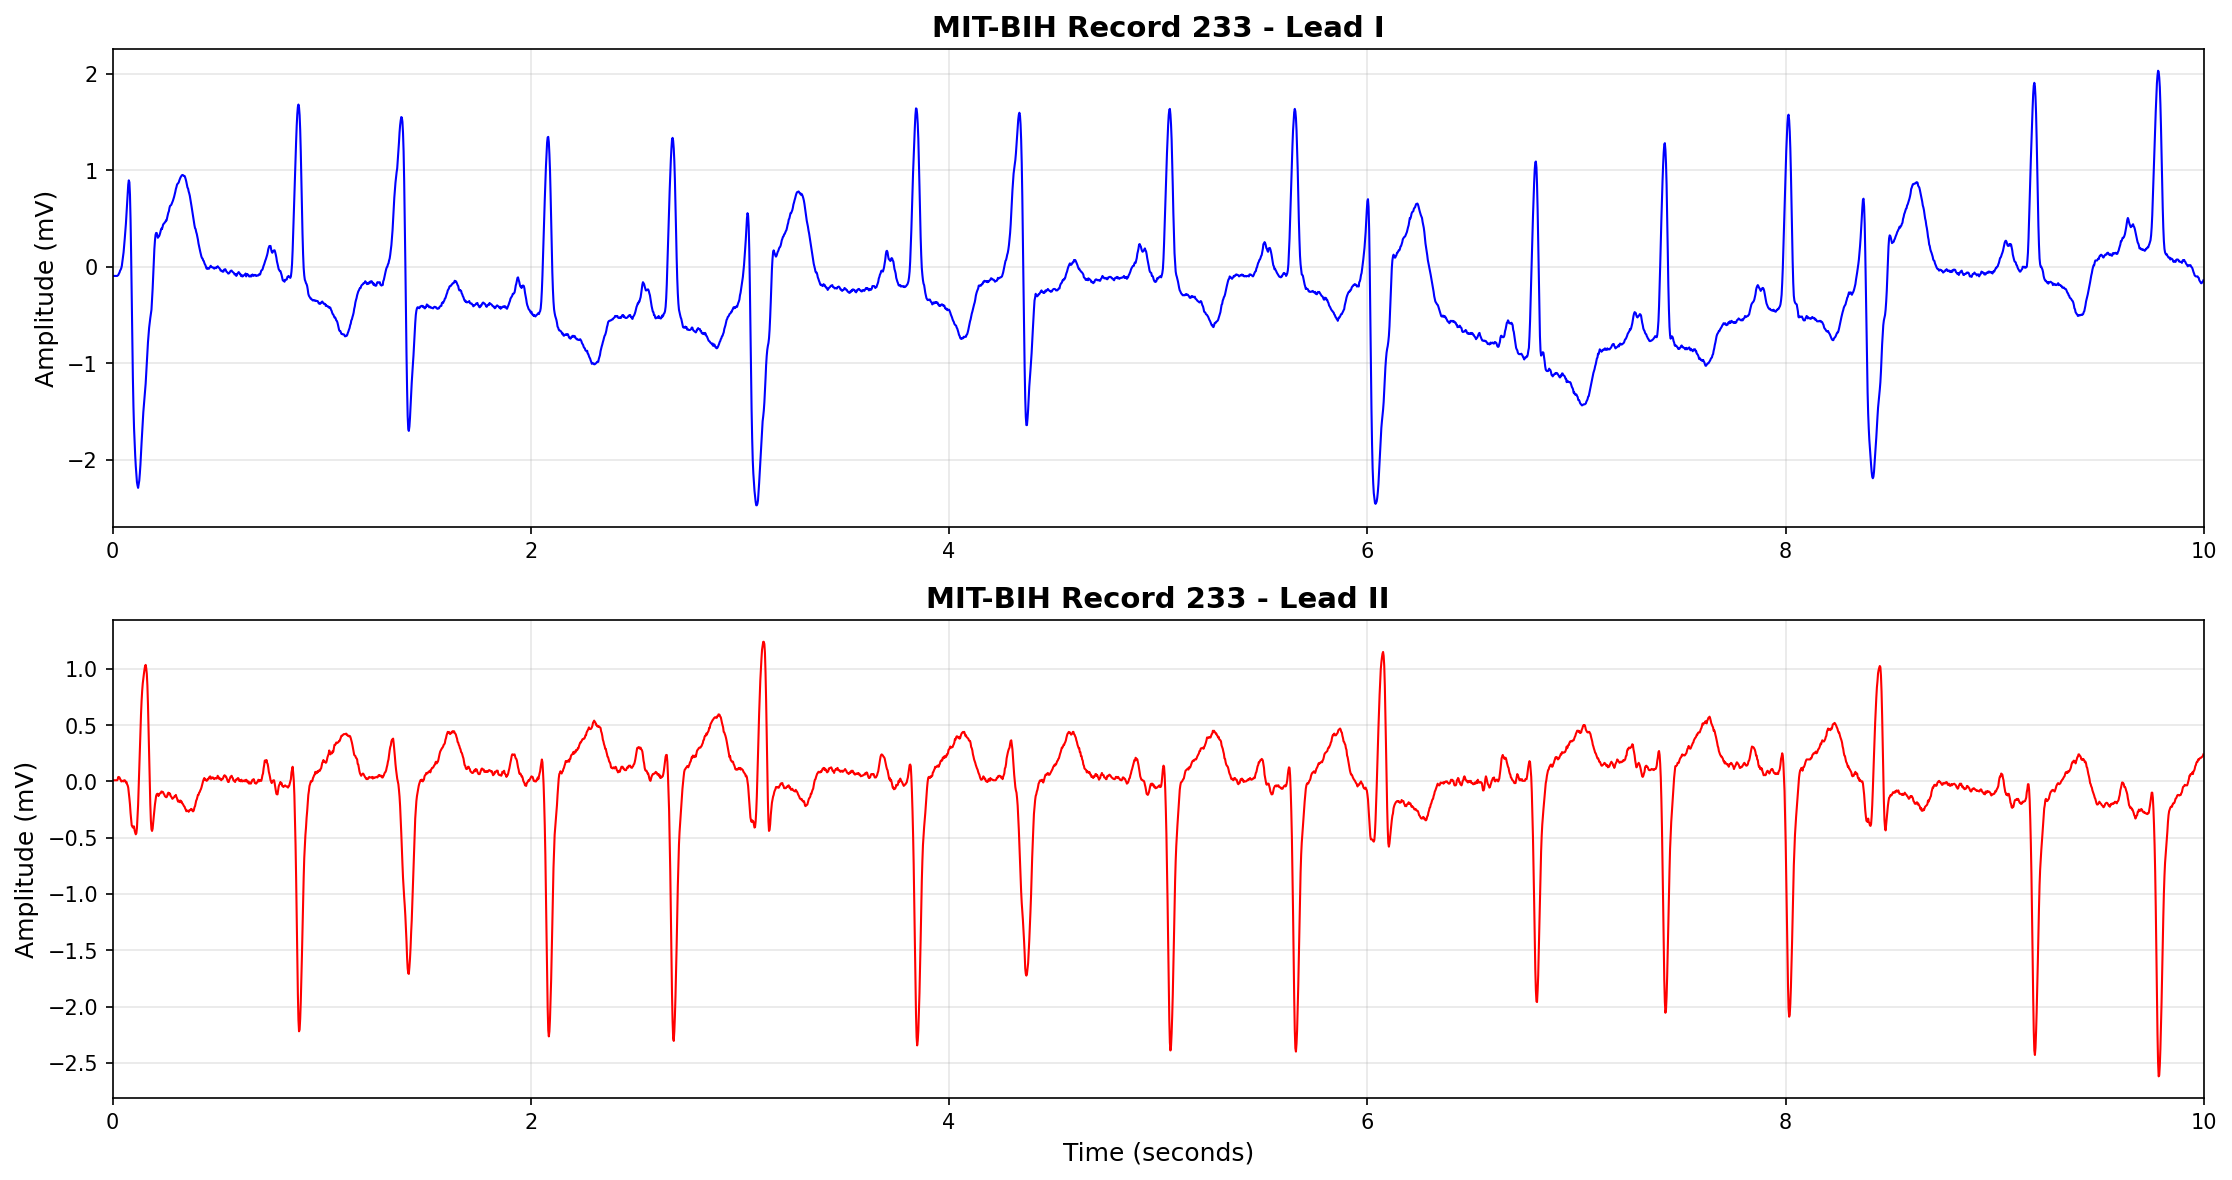 MIT-BIH Record 233 - Lead I
Amplitude (mV)
2
1
0
−1
−2
0 2 4 6 8 10
MIT-BIH Record 233 - Lead II
Amplitude (mV)
1.0
0.5
0.0
−0.5
−1.0
−1.5
−2.0
−2.5
0 2 4 6 8 10
Time (seconds)